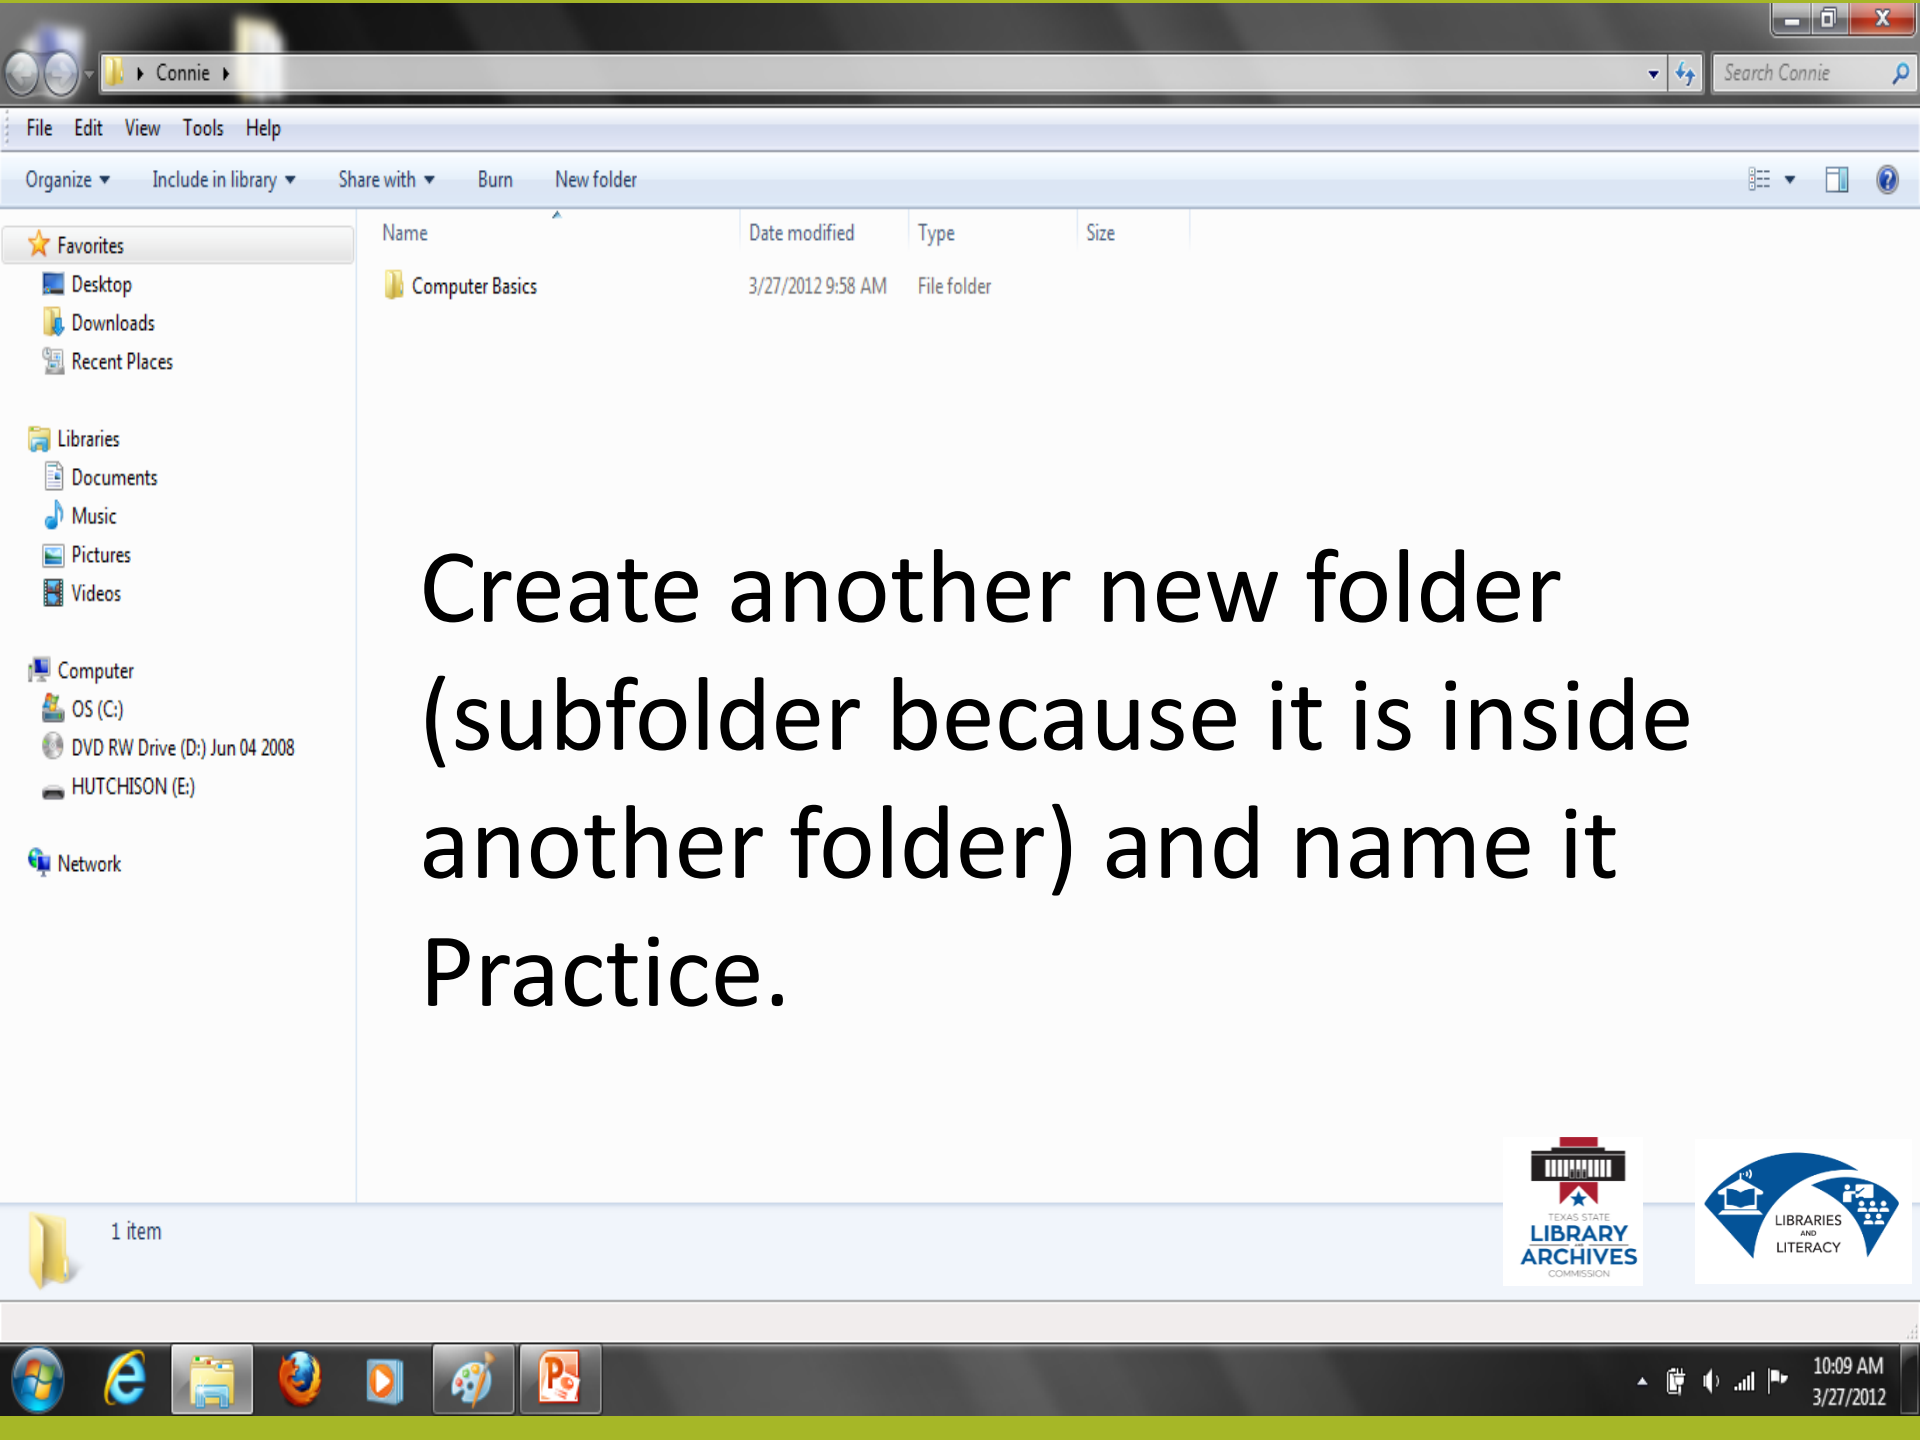 Connie
Search Connie
File Edit View Tools Help
Organize Include in library Share with Burn New folder
Favorites
Desktop
Downloads
Recent Places
Libraries
Documents
Music
Pictures
Videos
Computer
OS (C:)
DVD RW Drive (D:) Jun 04 2008
HUTCHISON (E:)
Network
Name Date modified Type Size
Computer Basics 3/27/2012 9:58 AM File folder
Create another new folder
(subfolder because it is inside
another folder) and name it
Practice.
1 item
TEXAS STATE
LIBRARY
ARCHIVES
COMMISSION
LIBRARIES
AND
LITERACY
10:09 AM
3/27/2012